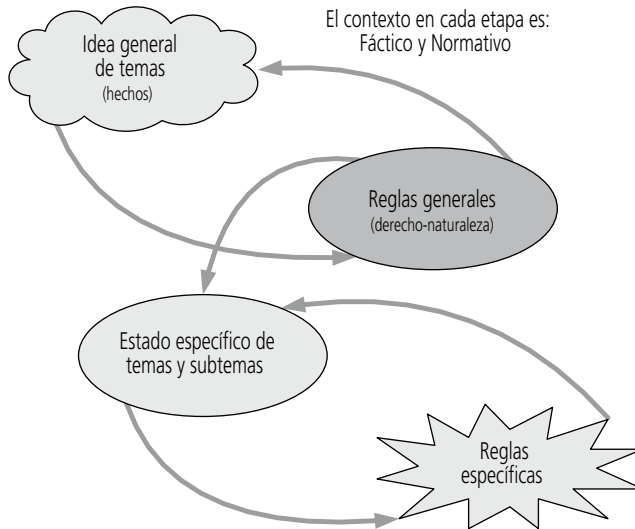 El contexto en cada etapa es:
Fáctico y Normativo
Idea general
de temas
(hechos)
Reglas generales
(derecho-naturaleza)
Estado específico de
temas y subtemas
Reglas
específicas